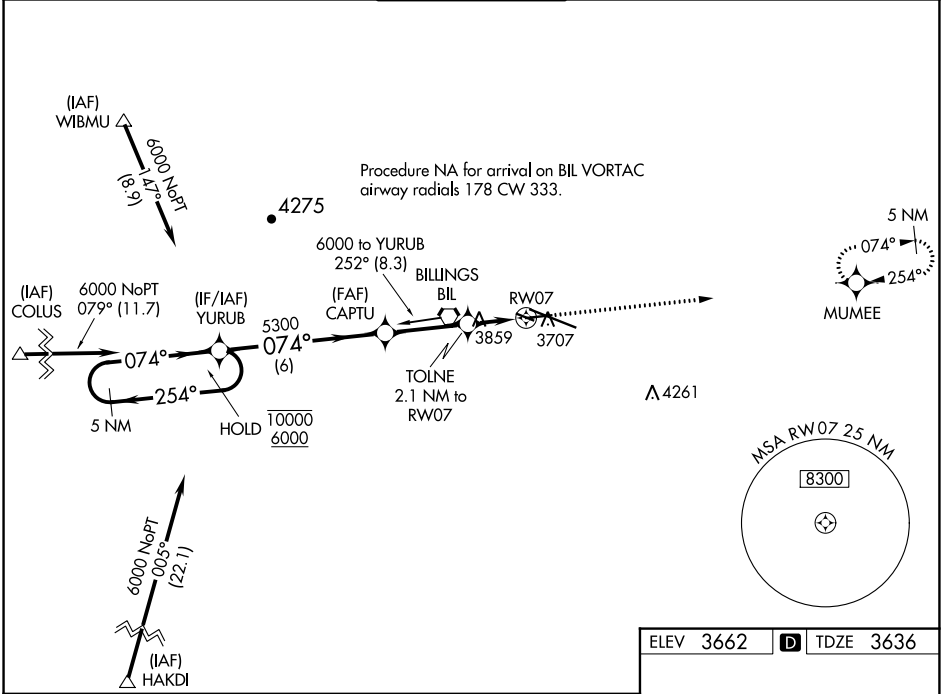 (IAF)
WIBMU
6000 NoPT
147°
(8.9)
Procedure NA for arrival on BIL VORTAC
airway radials 178 CW 333.
4275
6000 to YURUB
252° (8.3)
BILLINGS
BIL
5 NM
074°
254°
MUMEE
(IAF)
COLUS
6000 NoPT
079° (11.7)
(IF/IAF)
YURUB
(FAF)
CAPTU
RW07
5300
074°
(6)
3859
3707
074°
254°
5 NM
HOLD
10000
6000
TOLNE
2.1 NM to
RW07
4261
MSA RW07 25 NM
8300
6000 NoPT
005°
(22.1)
(IAF)
HAKDI
ELEV 3662 D TDZE 3636